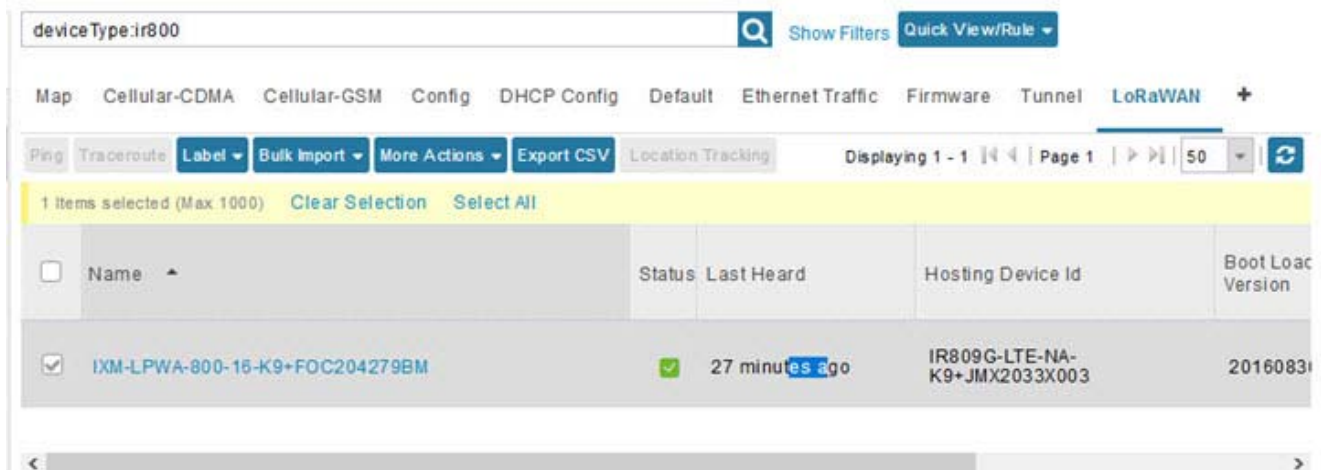 deviceType:ir800
Show Filters
Quick View/Rule
Map Cellular-CDMA Cellular-GSM Config DHCP Config Default Ethernet Traffic Firmware Tunnel LoRaWAN +
Ping Traceroute Label Bulk Import More Actions Export CSV Location Tracking Displaying 1 - 1 Page 1 50
1 Items selected (Max 1000) Clear Selection Select All
Name Status Last Heard Hosting Device Id Boot Load
Version
IXM-LPWA-800-16-K9+FOC204279BM 27 minutes ago IR809G-LTE-NA-
K9+JMX2033X003 2016083